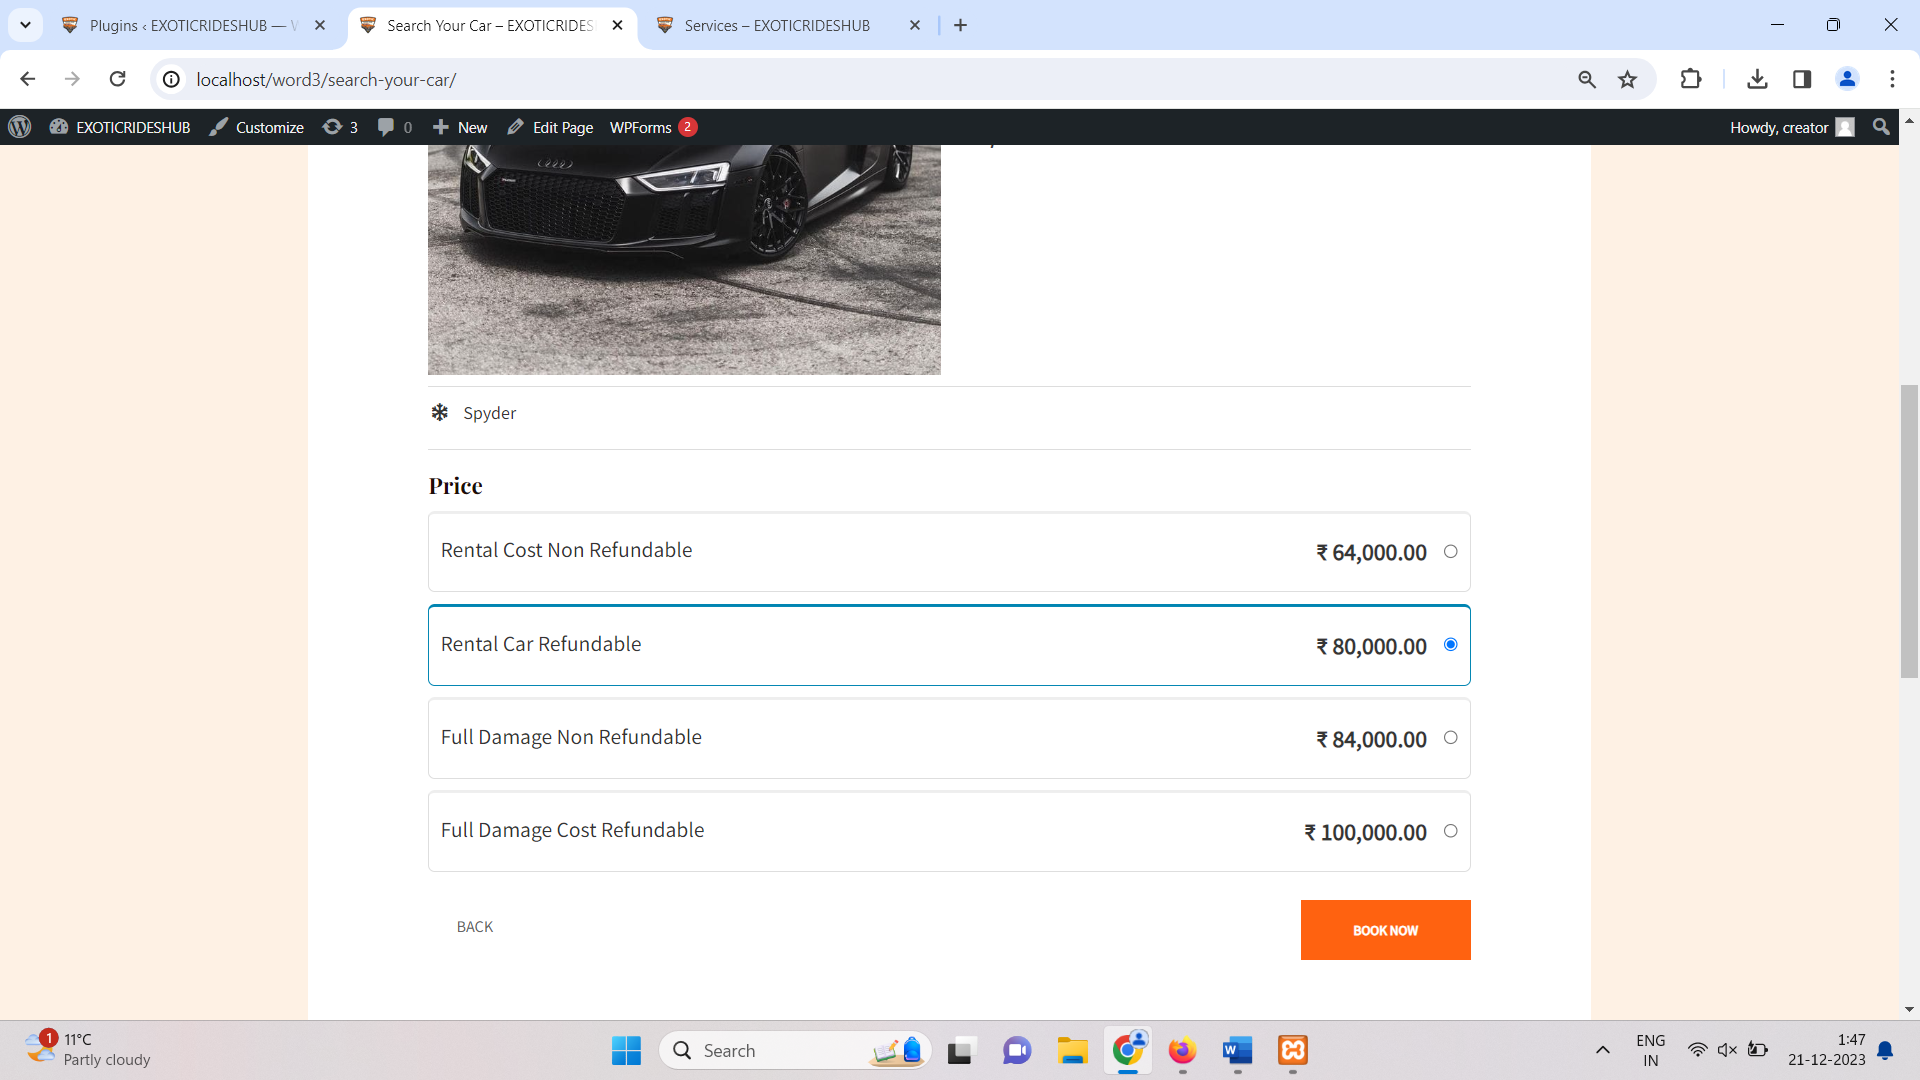 Plugins ‹ EXOTICRIDESHUB — W
Search Your Car – EXOTICRIDES
Services – EXOTICRIDESHUB
localhost/word3/search-your-car/
EXOTICRIDESHUB Customize 3 0 New Edit Page WPForms 2 Howdy, creator
Spyder
Price
Rental Cost Non Refundable ₹ 64,000.00
Rental Car Refundable ₹ 80,000.00
Full Damage Non Refundable ₹ 84,000.00
Full Damage Cost Refundable ₹ 100,000.00
BACK BOOK NOW
1
11°C
Partly cloudy
Search
W
ENG
IN
1:47
21-12-2023